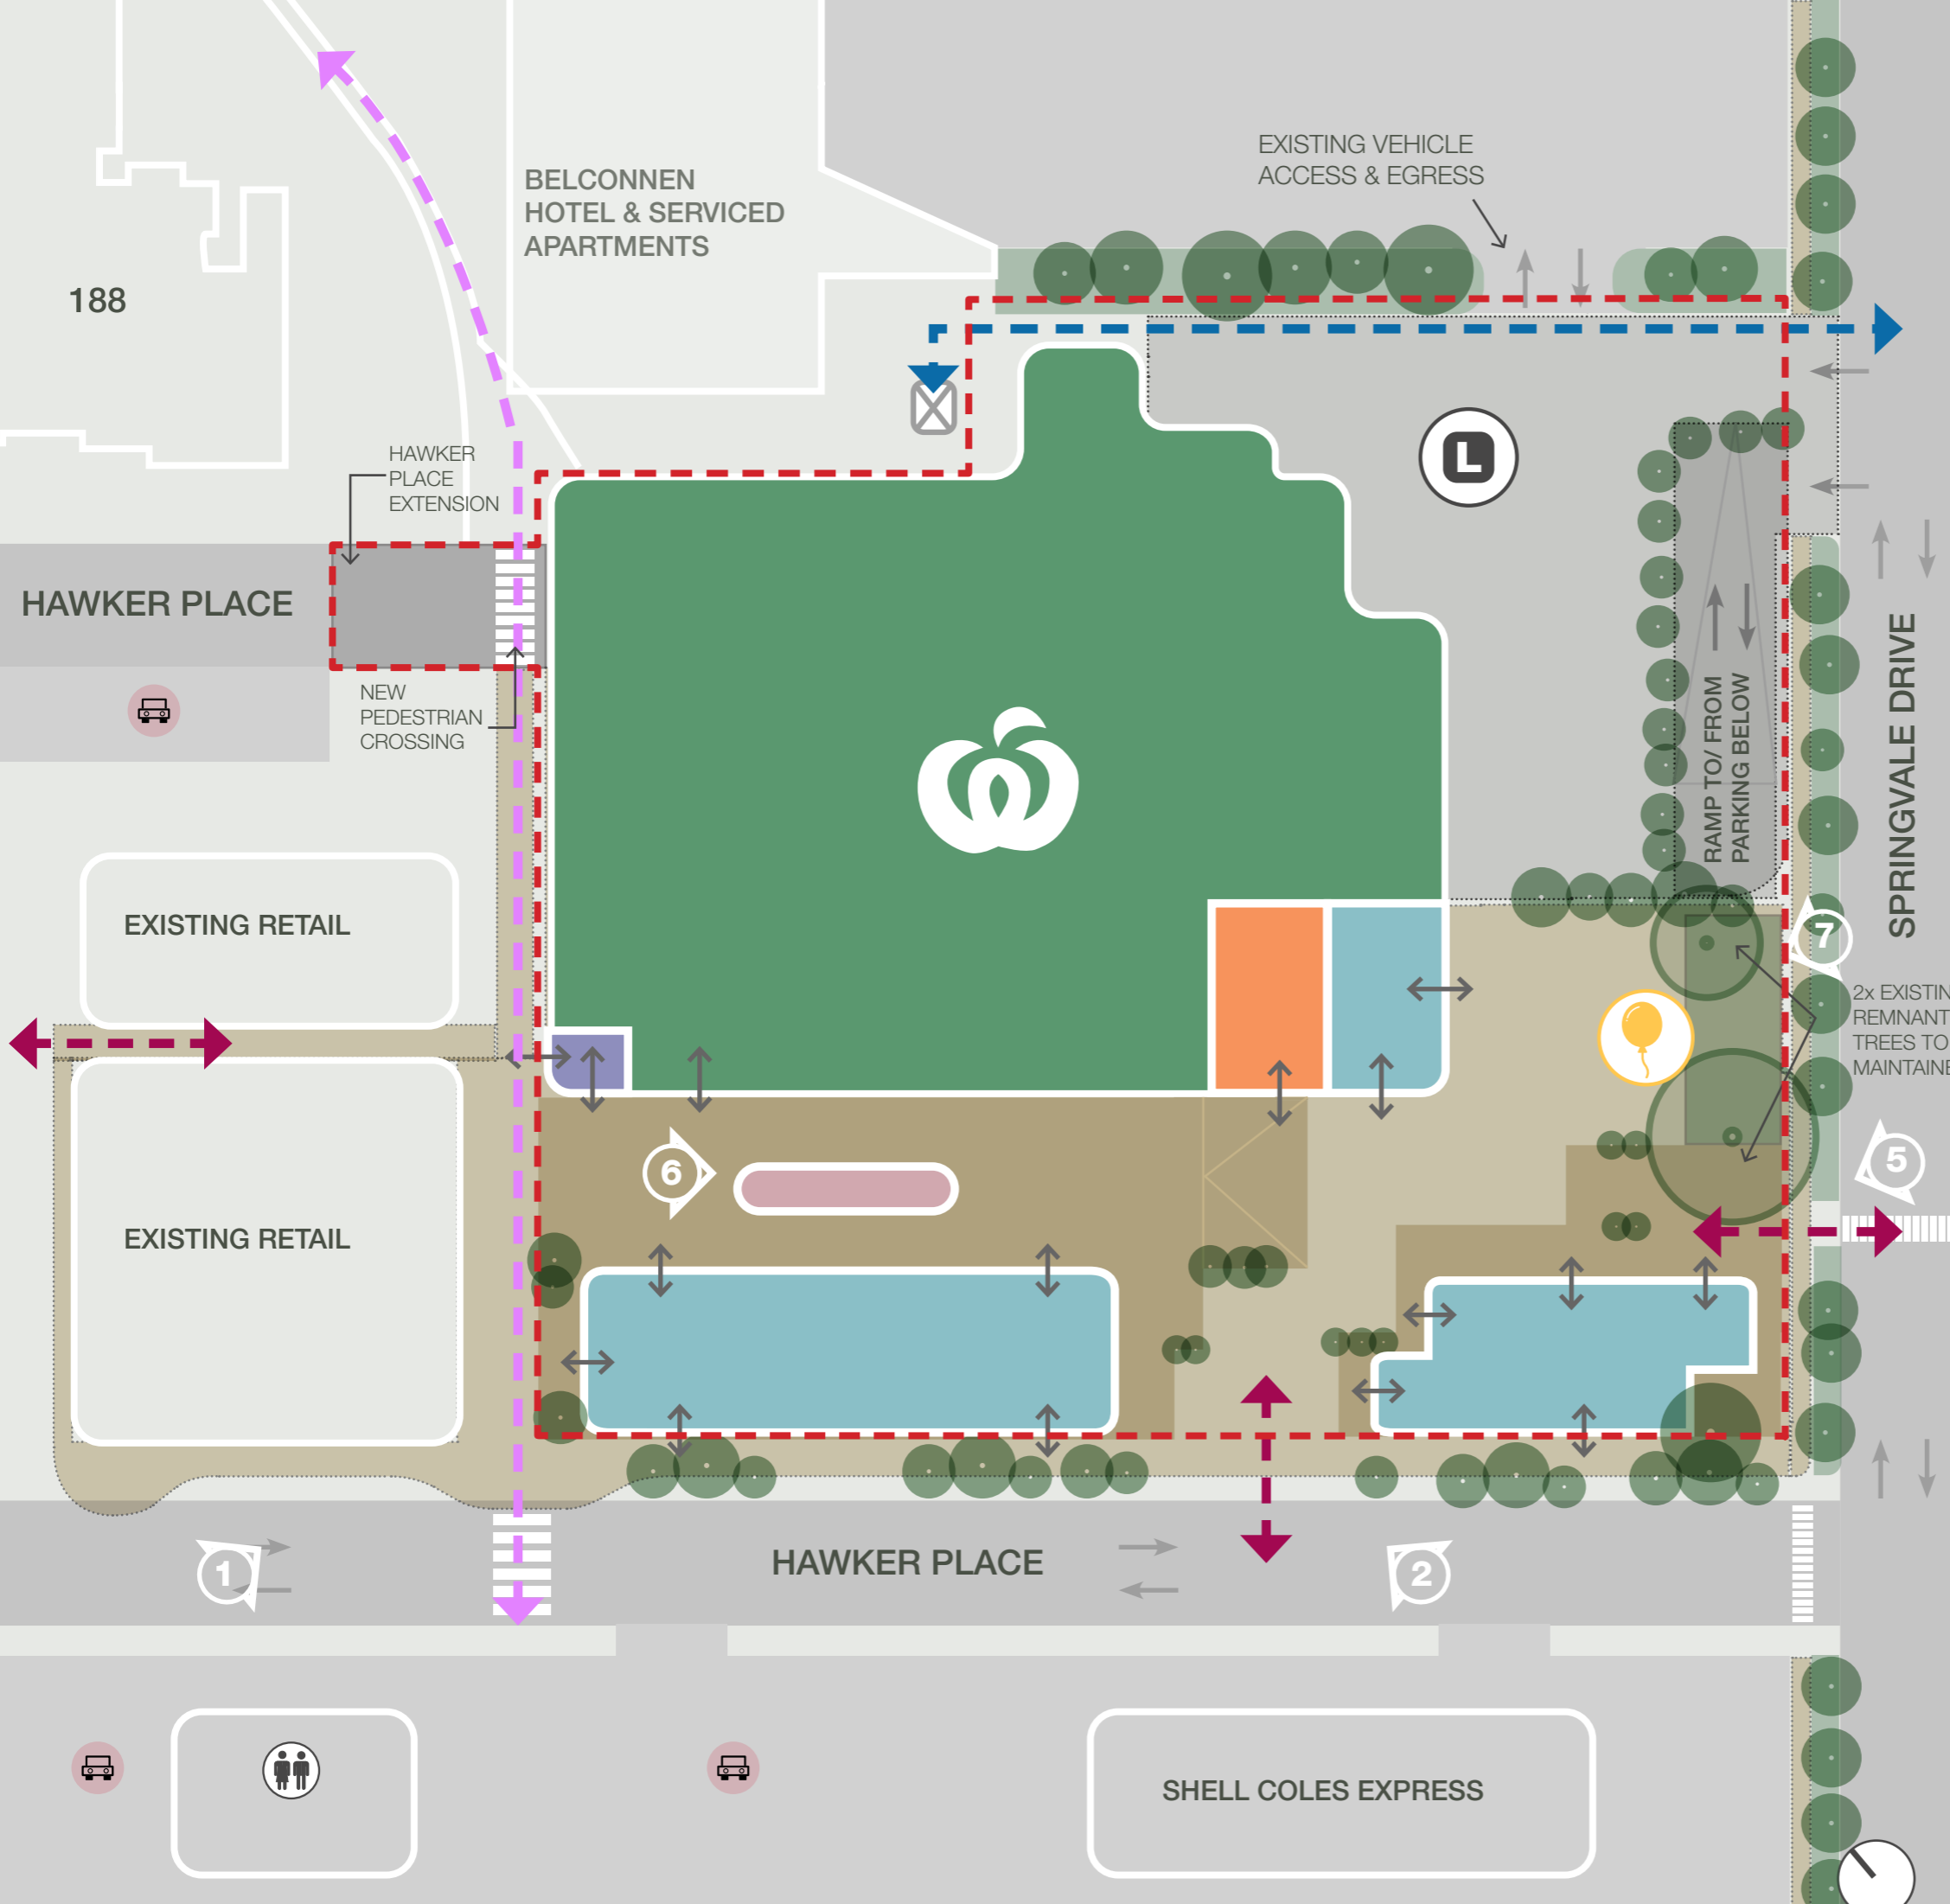 EXISTING VEHICLE
ACCESS & EGRESS
BELCONNEN
HOTEL & SERVICED
APARTMENTS
188
HAWKER
PLACE
EXTENSION
L
HAWKER PLACE
NEW
PEDESTRIAN
CROSSING
RAMP TO/ FROM
PARKING BELOW
SPRINGVALE DRIVE
EXISTING RETAIL
7
2x EXISTIN
REMNANT
TREES TO
MAINTAINE
6
5
EXISTING RETAIL
1
HAWKER PLACE
2
SHELL COLES EXPRESS